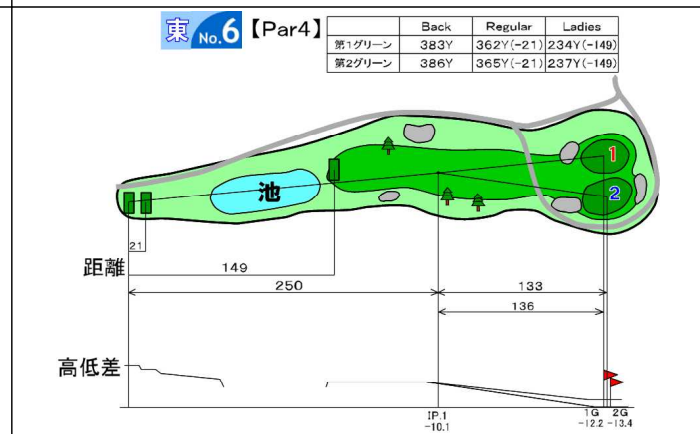 東 No.6 【Par4】
Back Regular Ladies
第1グリーン 383Y 362Y(-21) 234Y(-149)
第2グリーン 386Y 365Y(-21) 237Y(-149)
1
池
2
21
距離
149
250 133
136
高低差
IP.1 1G 2G
-10.1 -12.2 -13.4